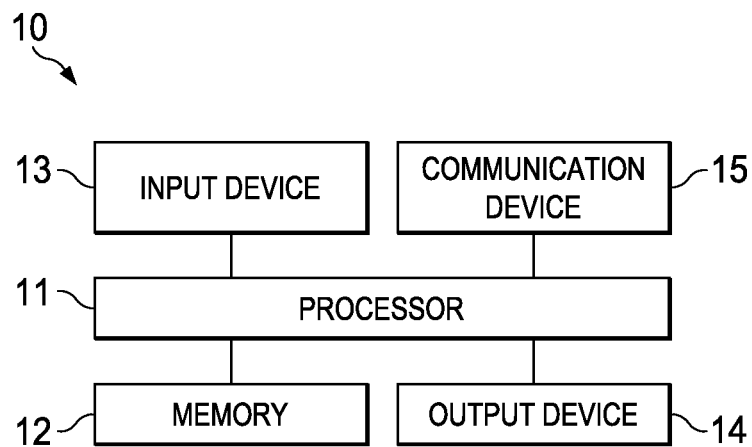 10
13
INPUT DEVICE
COMMUNICATION
DEVICE
15
11
PROCESSOR
12
MEMORY
OUTPUT DEVICE
14